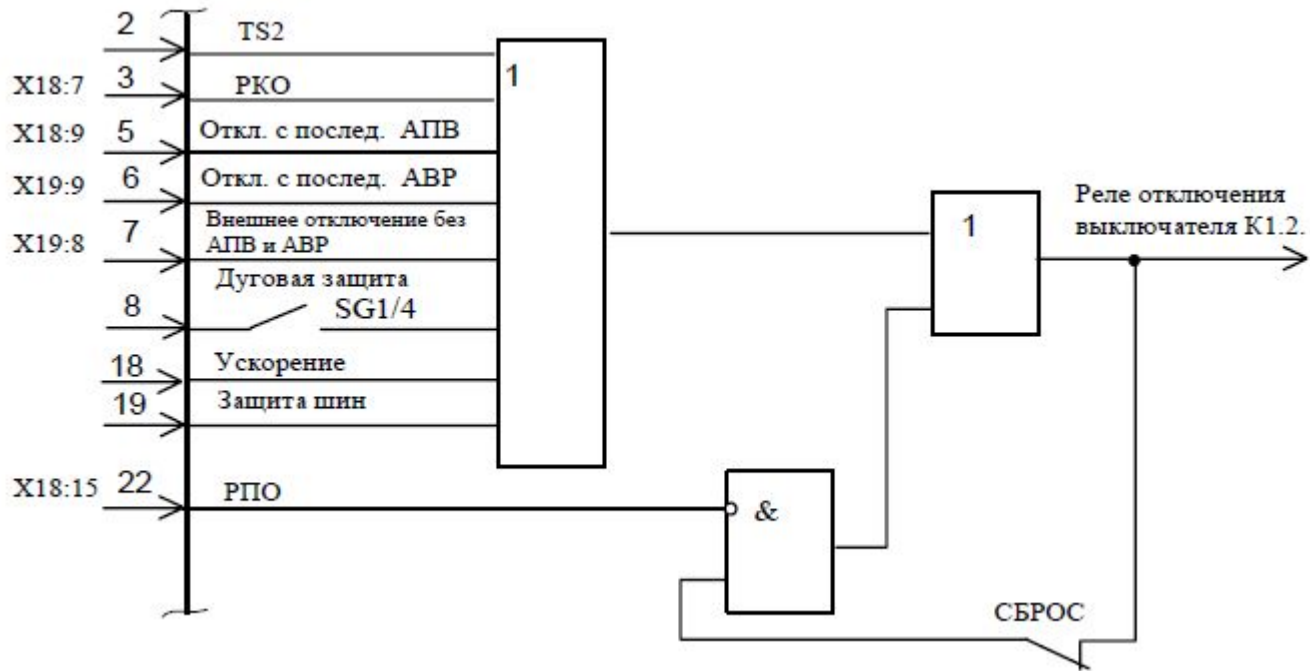 2
TS2
X18:7
3
РКО
1
X18:9
5
Откл. с послед. АПВ
X19:9
6
Откл. с послед. АВР
X19:8
7
Внешнее отключение без
АПВ и АВР
Дуговая защита
8
SG1/4
18
Ускорение
19
Защита шин
X18:15
22
РПО
&
1
Реле отключения
выключателя К1.2.
СБРОС